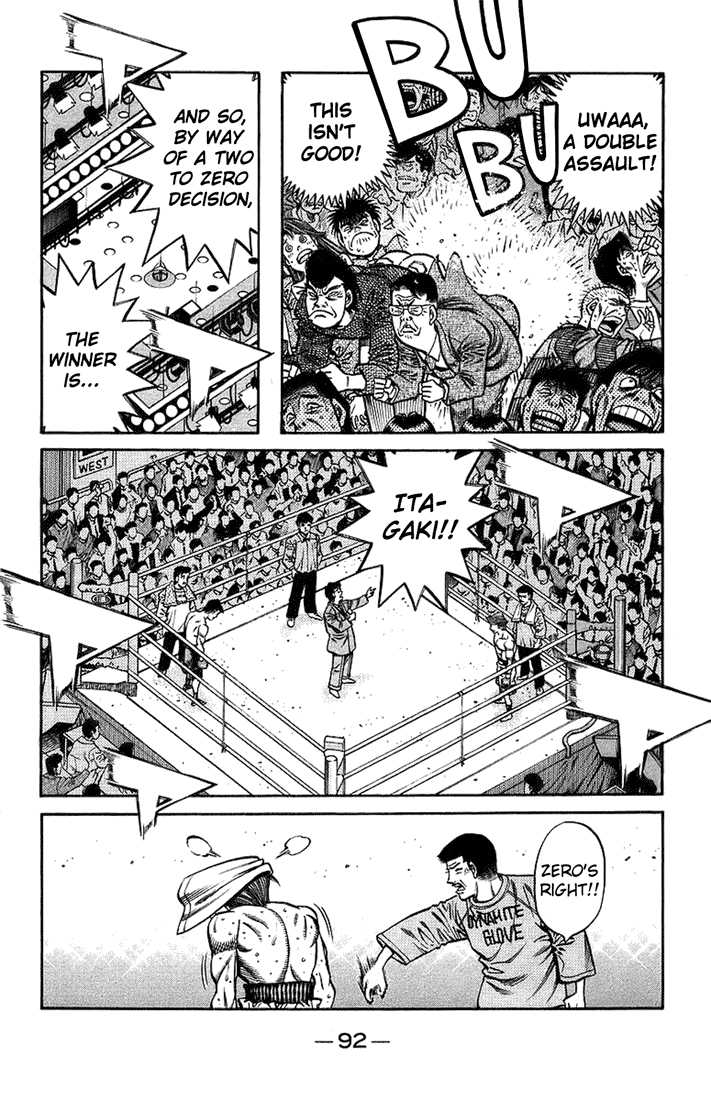 BU
BU
UWAAA,
A DOUBLE
ASSAULT!
THIS
ISN'T
GOOD!
AND SO,
BY WAY
OF A TWO
TO ZERO
DECISION,
THE
WINNER
IS...
WEST
ITA-
GAKI!!
ZERO'S
RIGHT!!
DYNAMITE
GLOVE
—92—